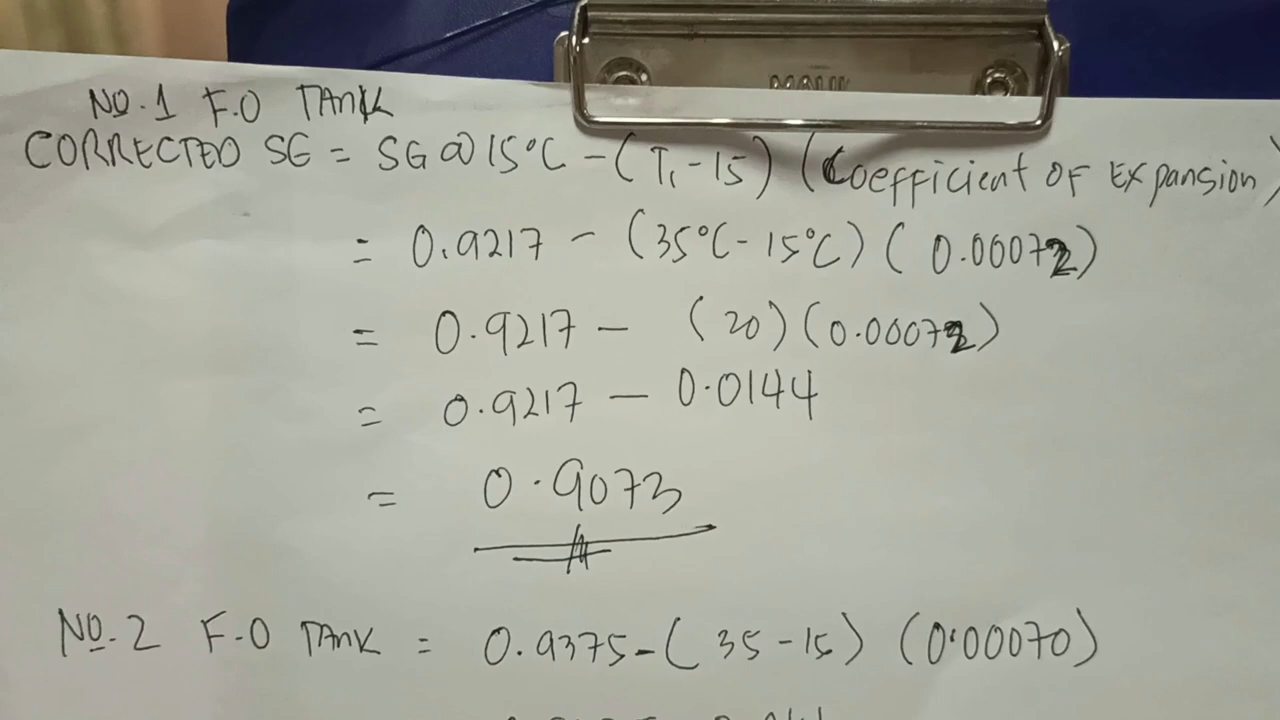 NO. 1 F.O TANK
CORRECTED SG = SG @ 15°C - (T₁ - 15) (Coefficient OF Expansion)
= 0.9217 - (35°C - 15°C) (0.00072)
= 0.9217 - (20) (0.00072)
= 0.9217 - 0.0144
= 0.9073
NO. 2 F.O TANK = 0.9375 - (35 - 15) (0.00070)